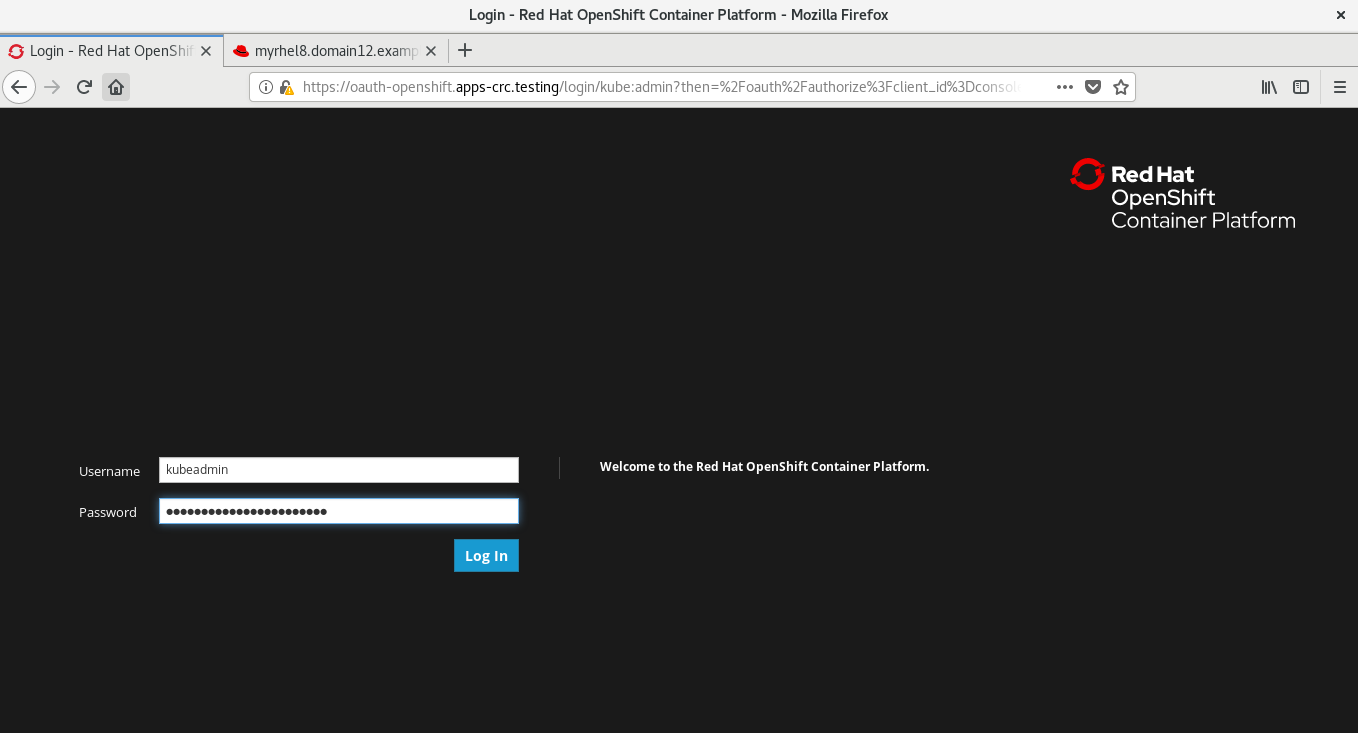 Login - Red Hat OpenShift Container Platform - Mozilla Firefox
Login - Red Hat OpenShif
myrhel8.domain12.examp
https://oauth-openshift.apps-crc.testing/login/kube:admin?then=%2Foauth%2Fauthorize%3Fclient_id%3Dconsol
Red Hat
OpenShift
Container Platform
Username
kubeadmin
Welcome to the Red Hat OpenShift Container Platform.
Password
•••••••••••••••••••••••
Log In